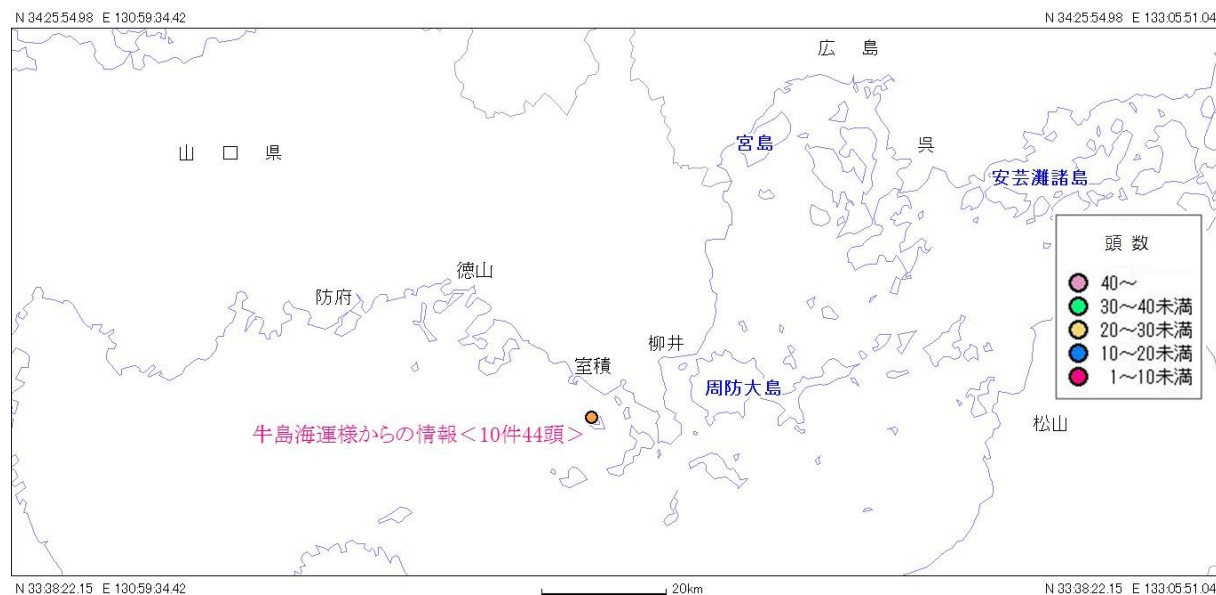 N 34:25:54.98 E 130:59:34.42
N 34:25:54.98 E 133:05:51.04
広 島
山 口 県
宮島
呉
安芸灘諸島
頭 数
40～
30～40未満
20～30未満
10～20未満
1～10未満
徳山
防府
柳井
室積
周防大島
牛島海運様からの情報＜10件44頭＞
松山
N 33:38:22.15 E 130:59:34.42
20km
N 33:38:22.15 E 133:05:51.04